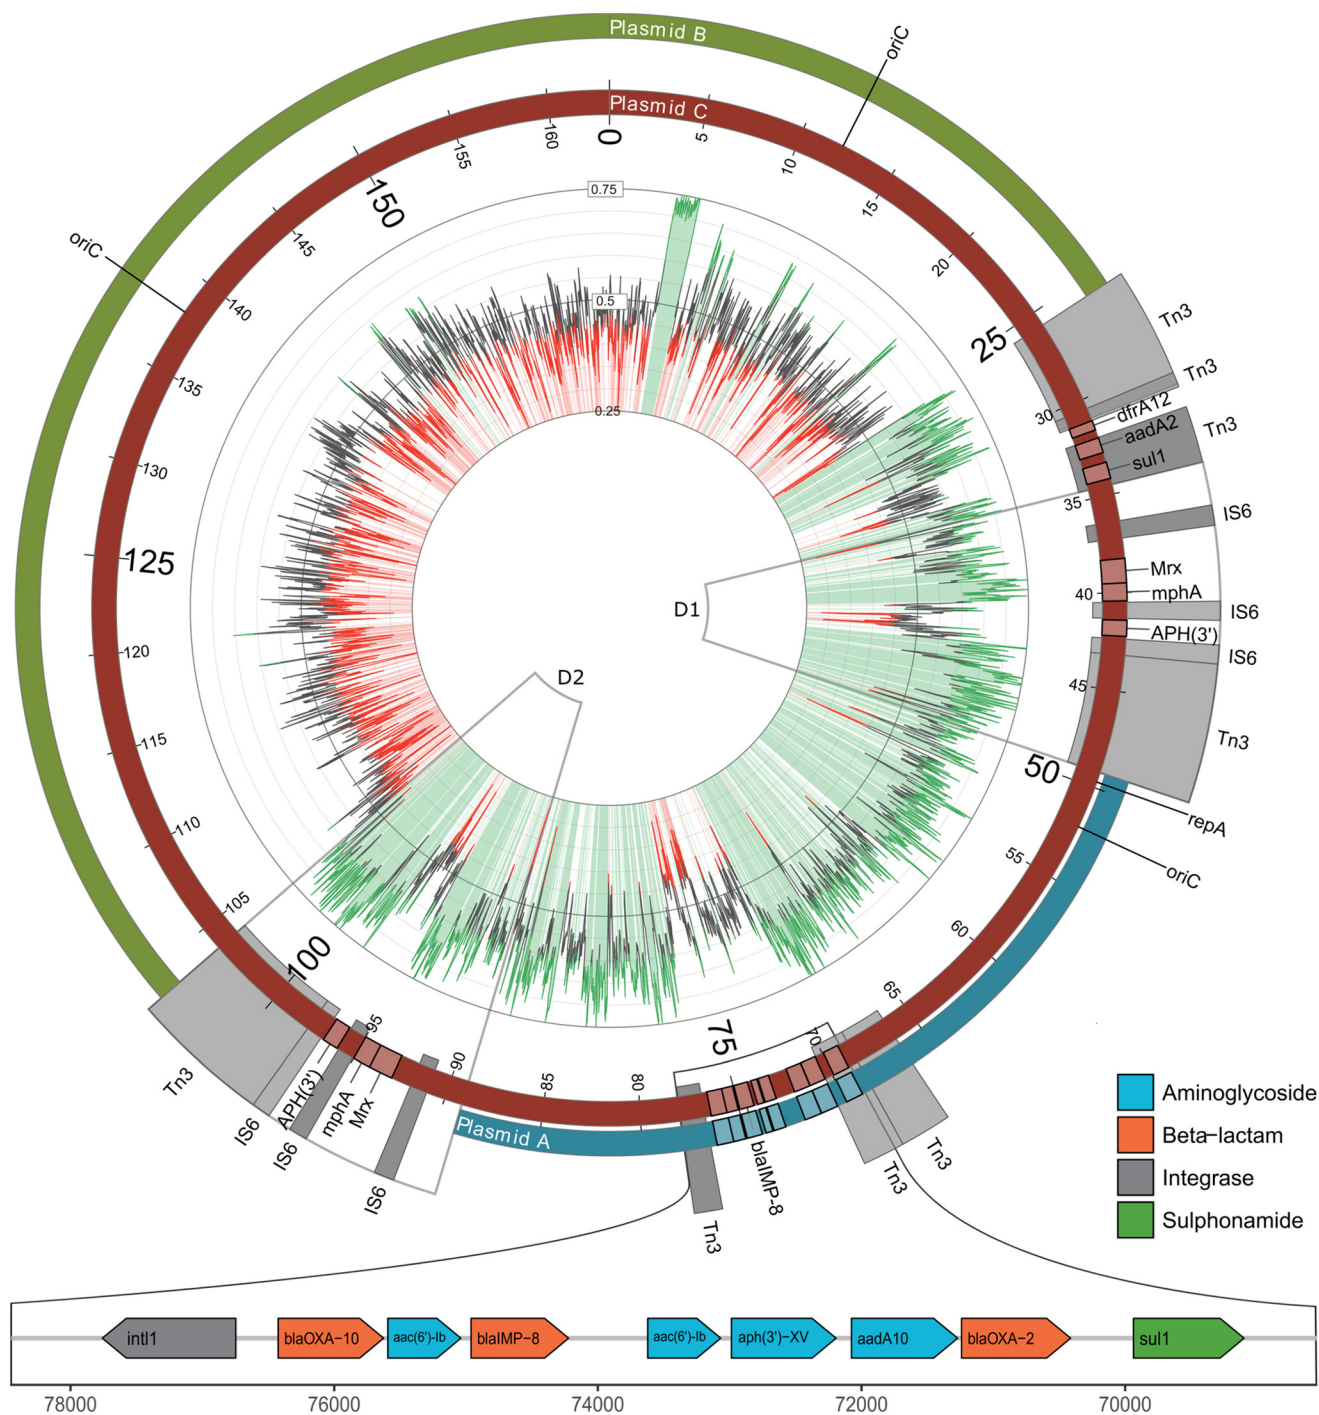 Plasmid B
oriC
Plasmid C
0
5
10
15
20
25
30
35
40
45
50
55
60
65
70
75
80
85
90
95
100
105
110
115
120
125
130
135
140
145
150
155
160
oriC
0.75
0.5
0.25
Tn3
Tn3
dfrA12
aadA2
Tn3
sul1
IS6
Mrx
mphA
IS6
APH(3')
IS6
Tn3
repA
oriC
D1
D2
Tn3
IS6
APH(3')
IS6
mphA
Mrx
IS6
Plasmid A
blaIMP-8
Tn3
Tn3
Tn3
Aminoglycoside
Beta−lactam
Integrase
Sulphonamide
intI1
blaOXA−10
aac(6')-Ib
blaIMP−8
aac(6')-Ib
aph(3')−XV
aadA10
blaOXA−2
sul1
78000
76000
74000
72000
70000